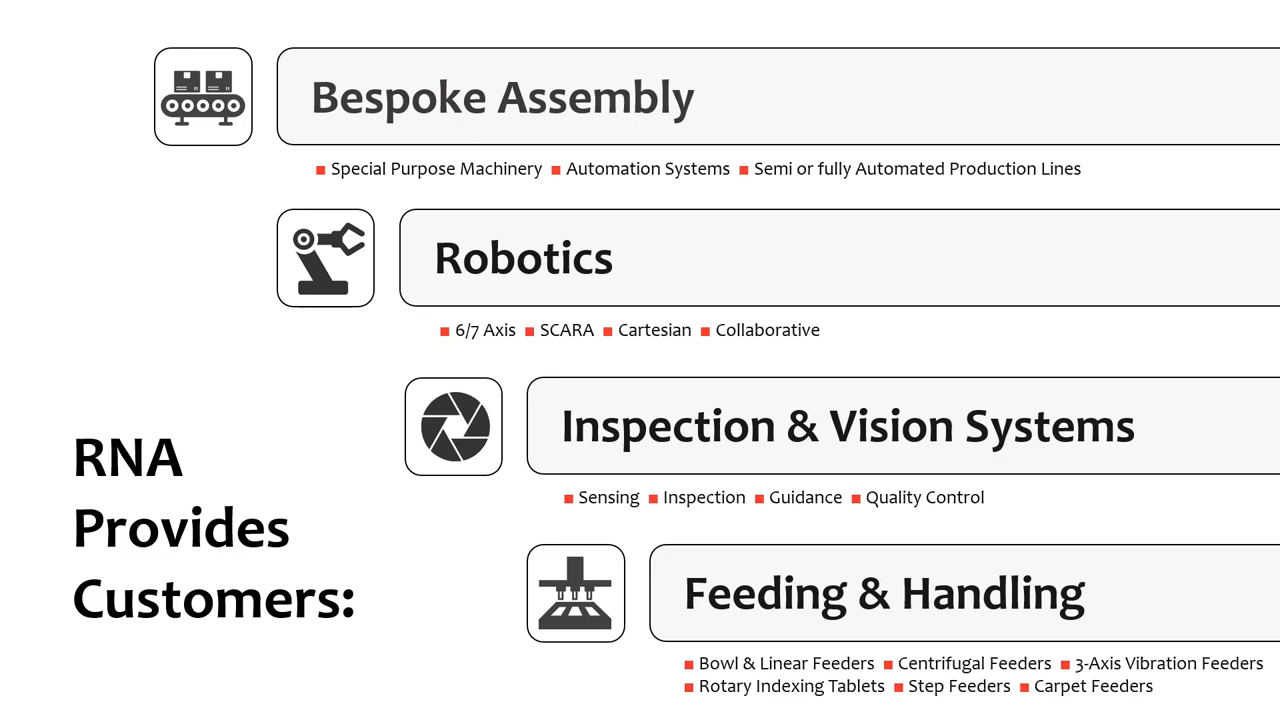 Bespoke Assembly
■ Special Purpose Machinery ■ Automation Systems ■ Semi or fully Automated Production Lines
Robotics
■ 6/7 Axis ■ SCARA ■ Cartesian ■ Collaborative
Inspection & Vision Systems
■ Sensing ■ Inspection ■ Guidance ■ Quality Control
RNA
Provides
Customers:
Feeding & Handling
■ Bowl & Linear Feeders ■ Centrifugal Feeders ■ 3-Axis Vibration Feeders
■ Rotary Indexing Tablets ■ Step Feeders ■ Carpet Feeders